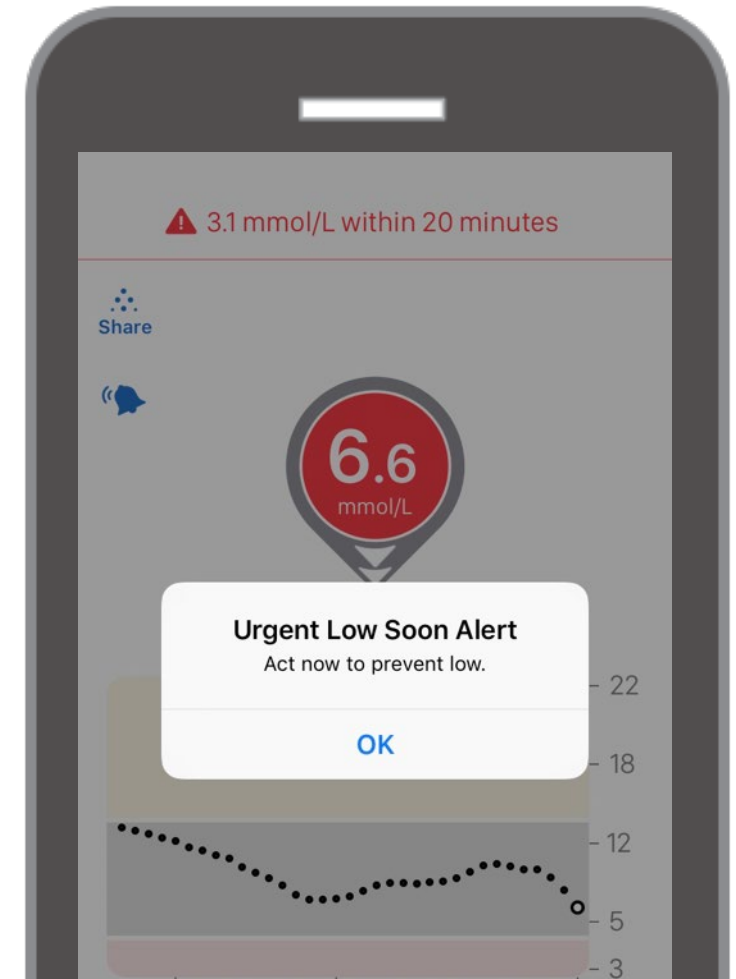 3.1 mmol/L within 20 minutes
Share
6.6
mmol/L
Urgent Low Soon Alert
Act now to prevent low.
OK
22
18
12
5
3